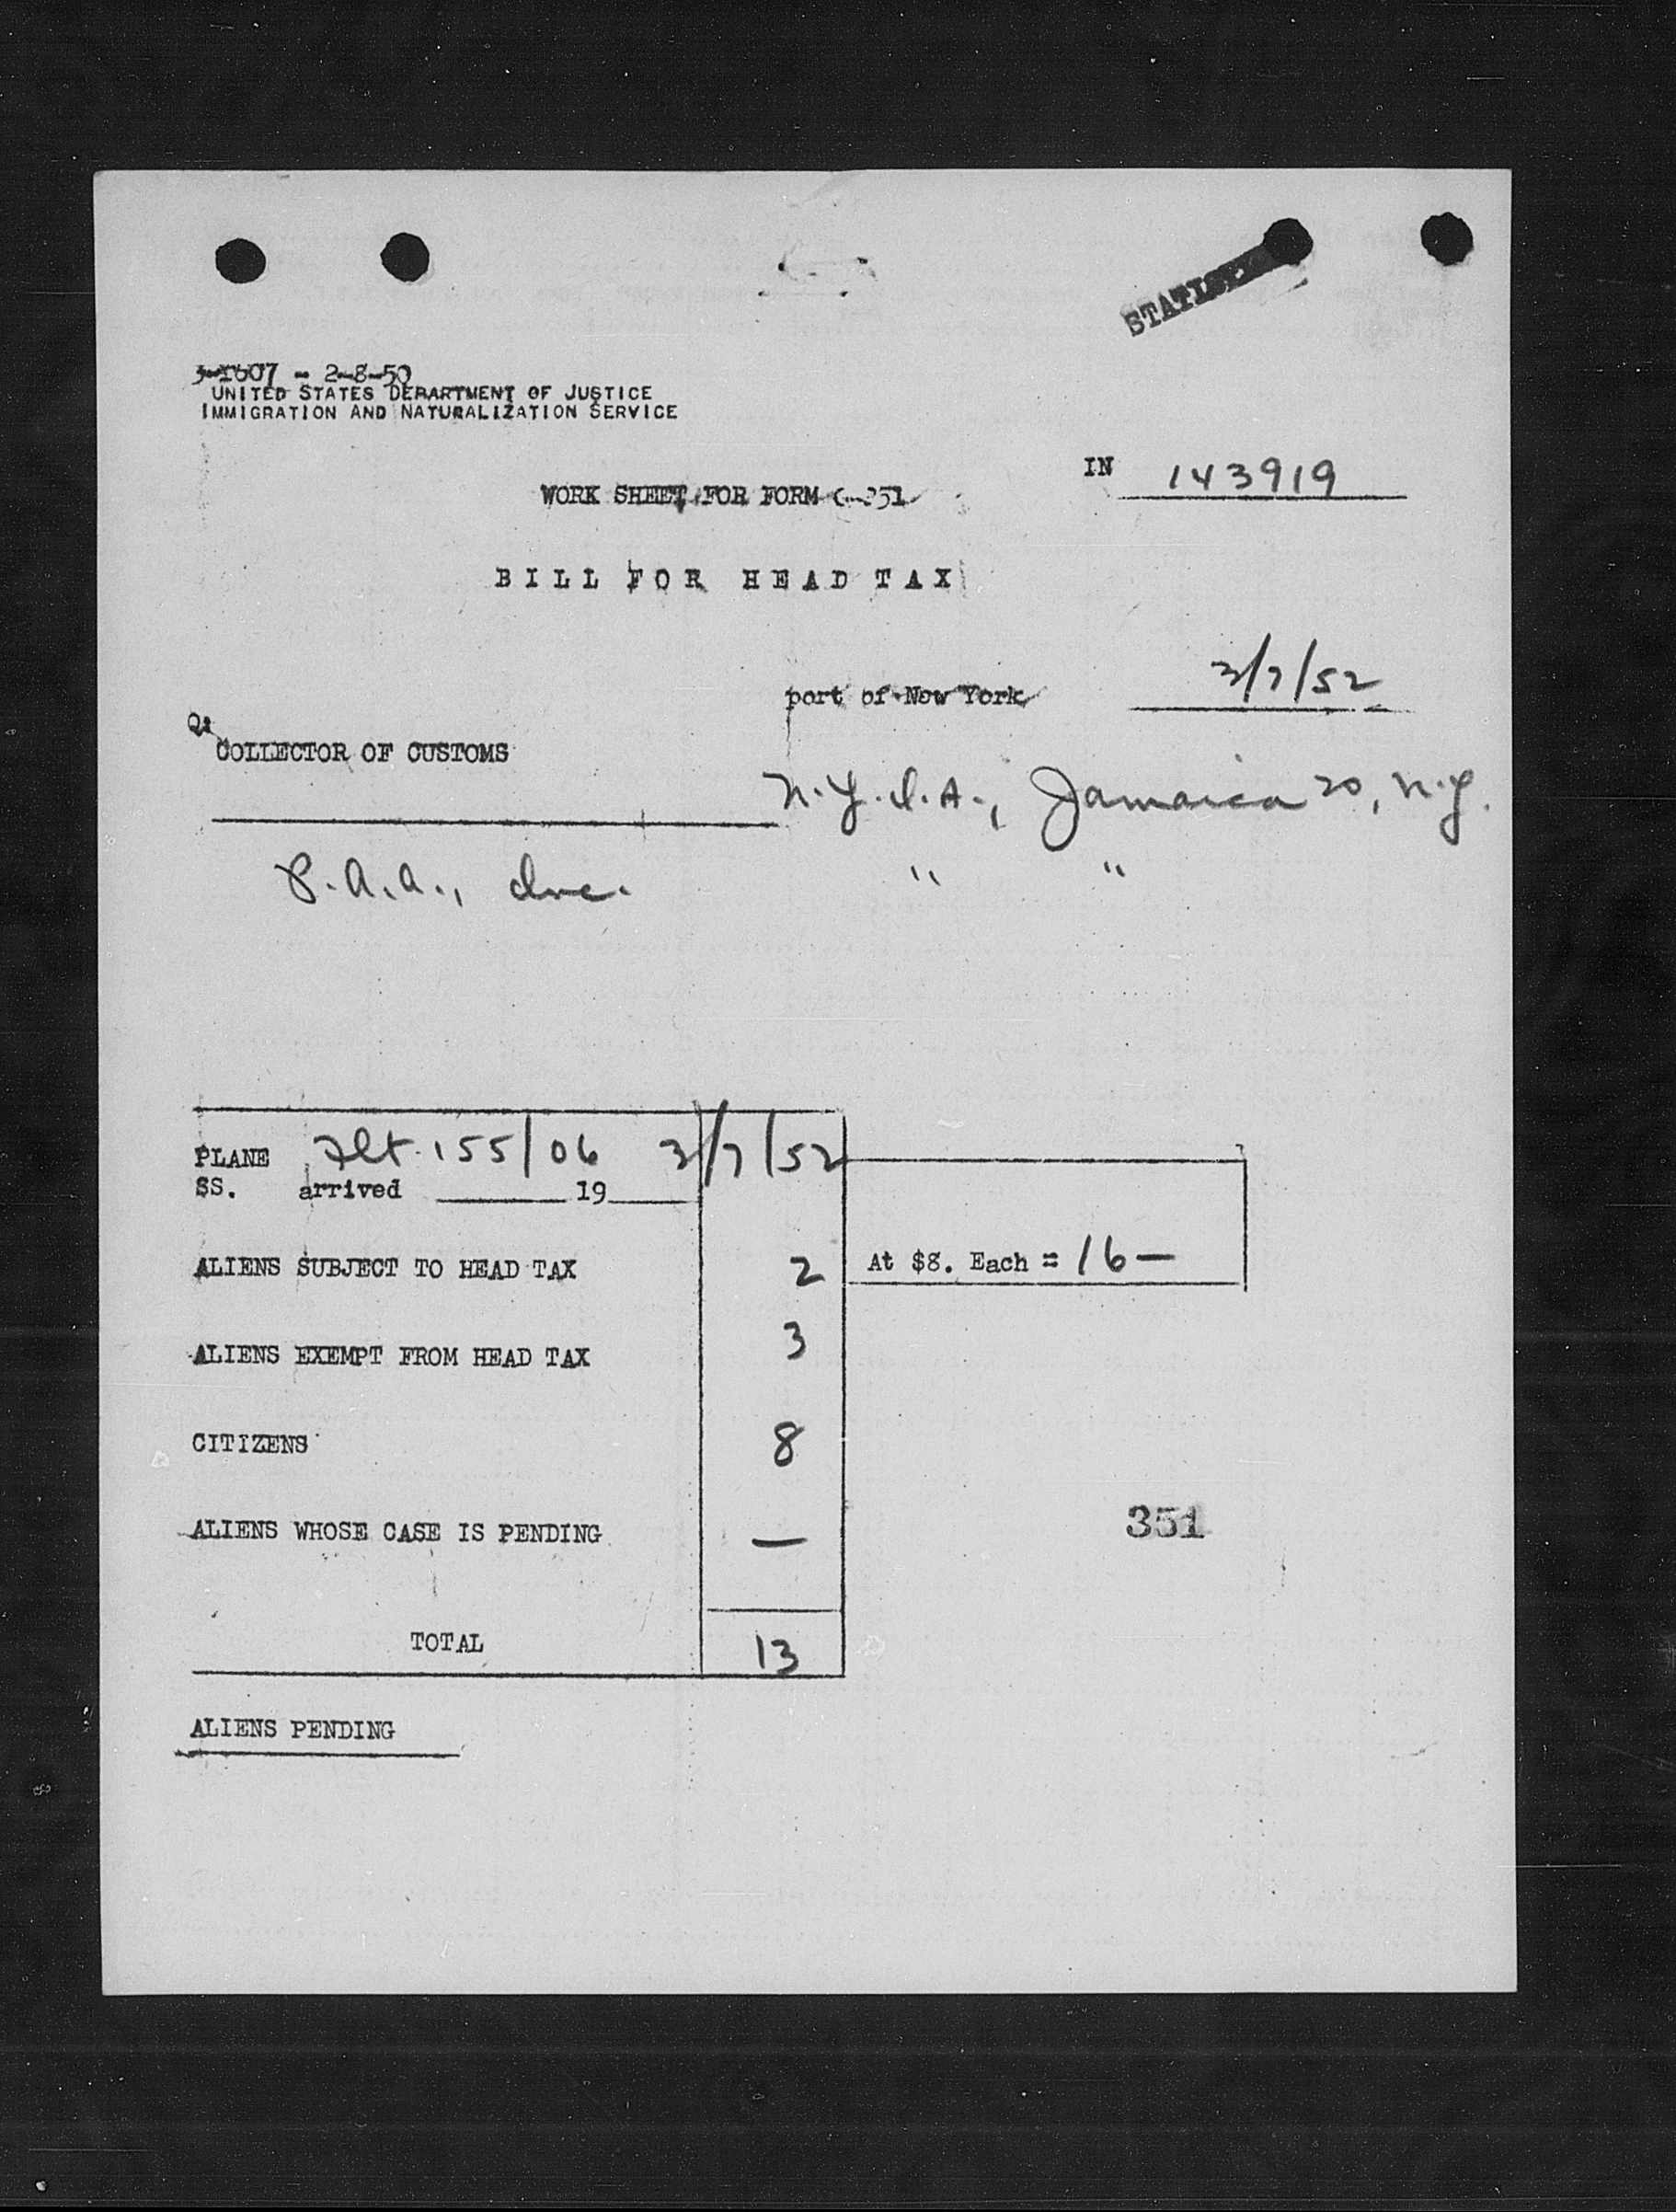 - 2-8-50
UNITED STATES DEPARTMENT OF JUSTICE
IMMIGRATION AND NATURALIZATION SERVICE
IN 143919
WORK SHEET FOR FORM
BILL FOR HEAD TAX
port of New York 3/7/52
COLLECTOR OF CUSTOMS
N.Y.I.A., Jamaica 20, N.Y.
P.A.A., Inc. " "
PLANE Flt. 155/06 3/7/52
SS. arrived 19
ALIENS SUBJECT TO HEAD TAX 2 At $8. Each = 16—
ALIENS EXEMPT FROM HEAD TAX 3
CITIZENS 8
ALIENS WHOSE CASE IS PENDING —
351
TOTAL 13
ALIENS PENDING